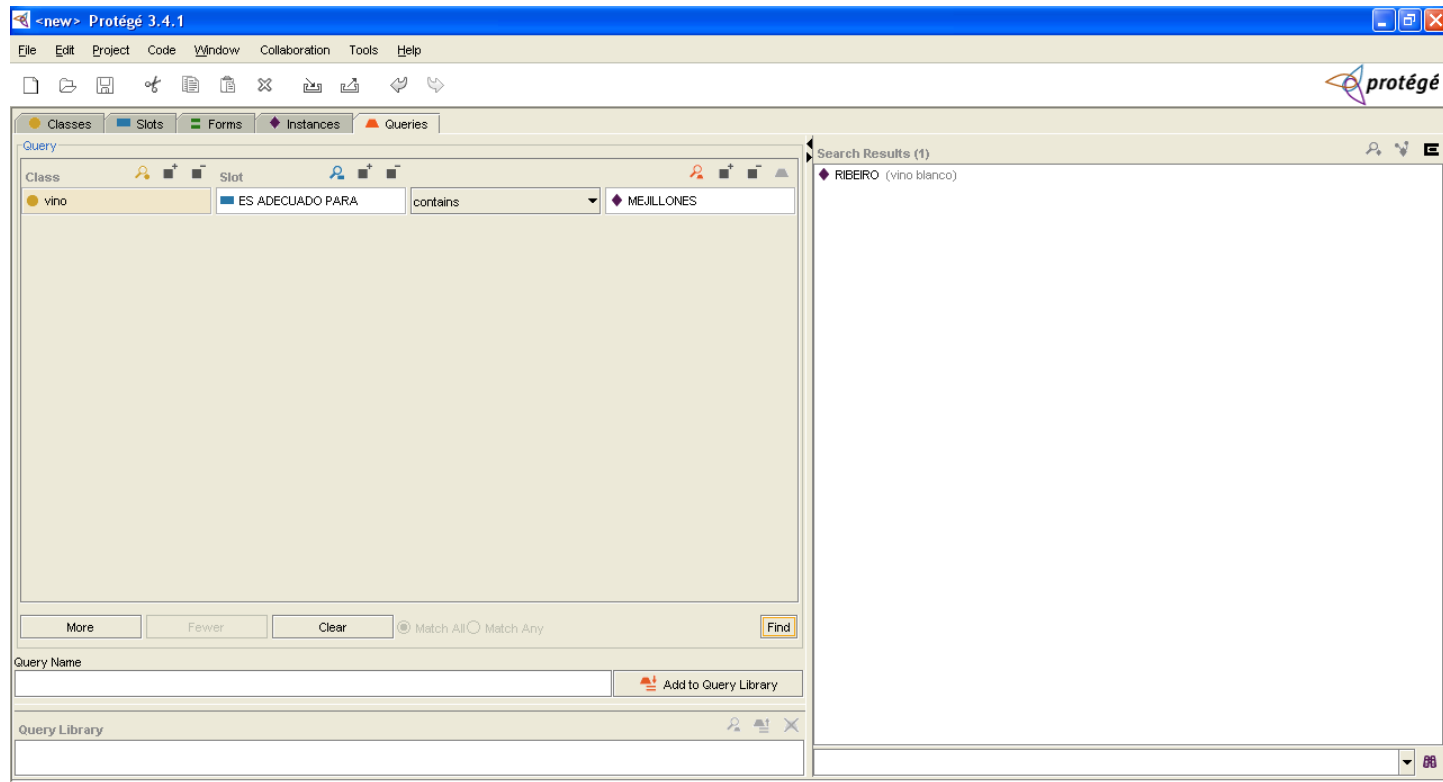 <new> Protégé 3.4.1
File Edit Project Code Window Collaboration Tools Help
protégé
Classes Slots Forms Instances Queries
Query
Class Slot
vino ES ADECUADO PARA contains MEJILLONES
More Fewer Clear Match All Match Any Find
Query Name
Add to Query Library
Query Library
Search Results (1)
RIBEIRO (vino blanco)